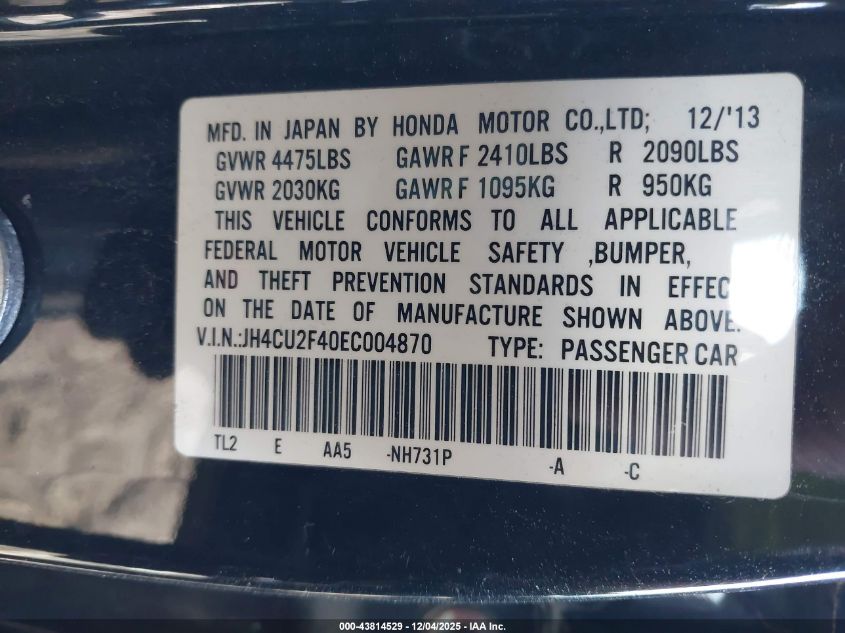 MFD. IN JAPAN BY HONDA MOTOR CO.,LTD; 12/'13
GVWR 4475LBS GAWR F 2410LBS R 2090LBS
GVWR 2030KG GAWR F 1095KG R 950KG
THIS VEHICLE CONFORMS TO ALL APPLICABLE
FEDERAL MOTOR VEHICLE SAFETY ,BUMPER,
AND THEFT PREVENTION STANDARDS IN EFFEC
ON THE DATE OF MANUFACTURE SHOWN ABOVE.
V.I.N.:JH4CU2F40EC004870 TYPE: PASSENGER CAR
TL2 E AA5 -NH731P -A -C
000-43814529 - 12/04/2025 - IAA Inc.